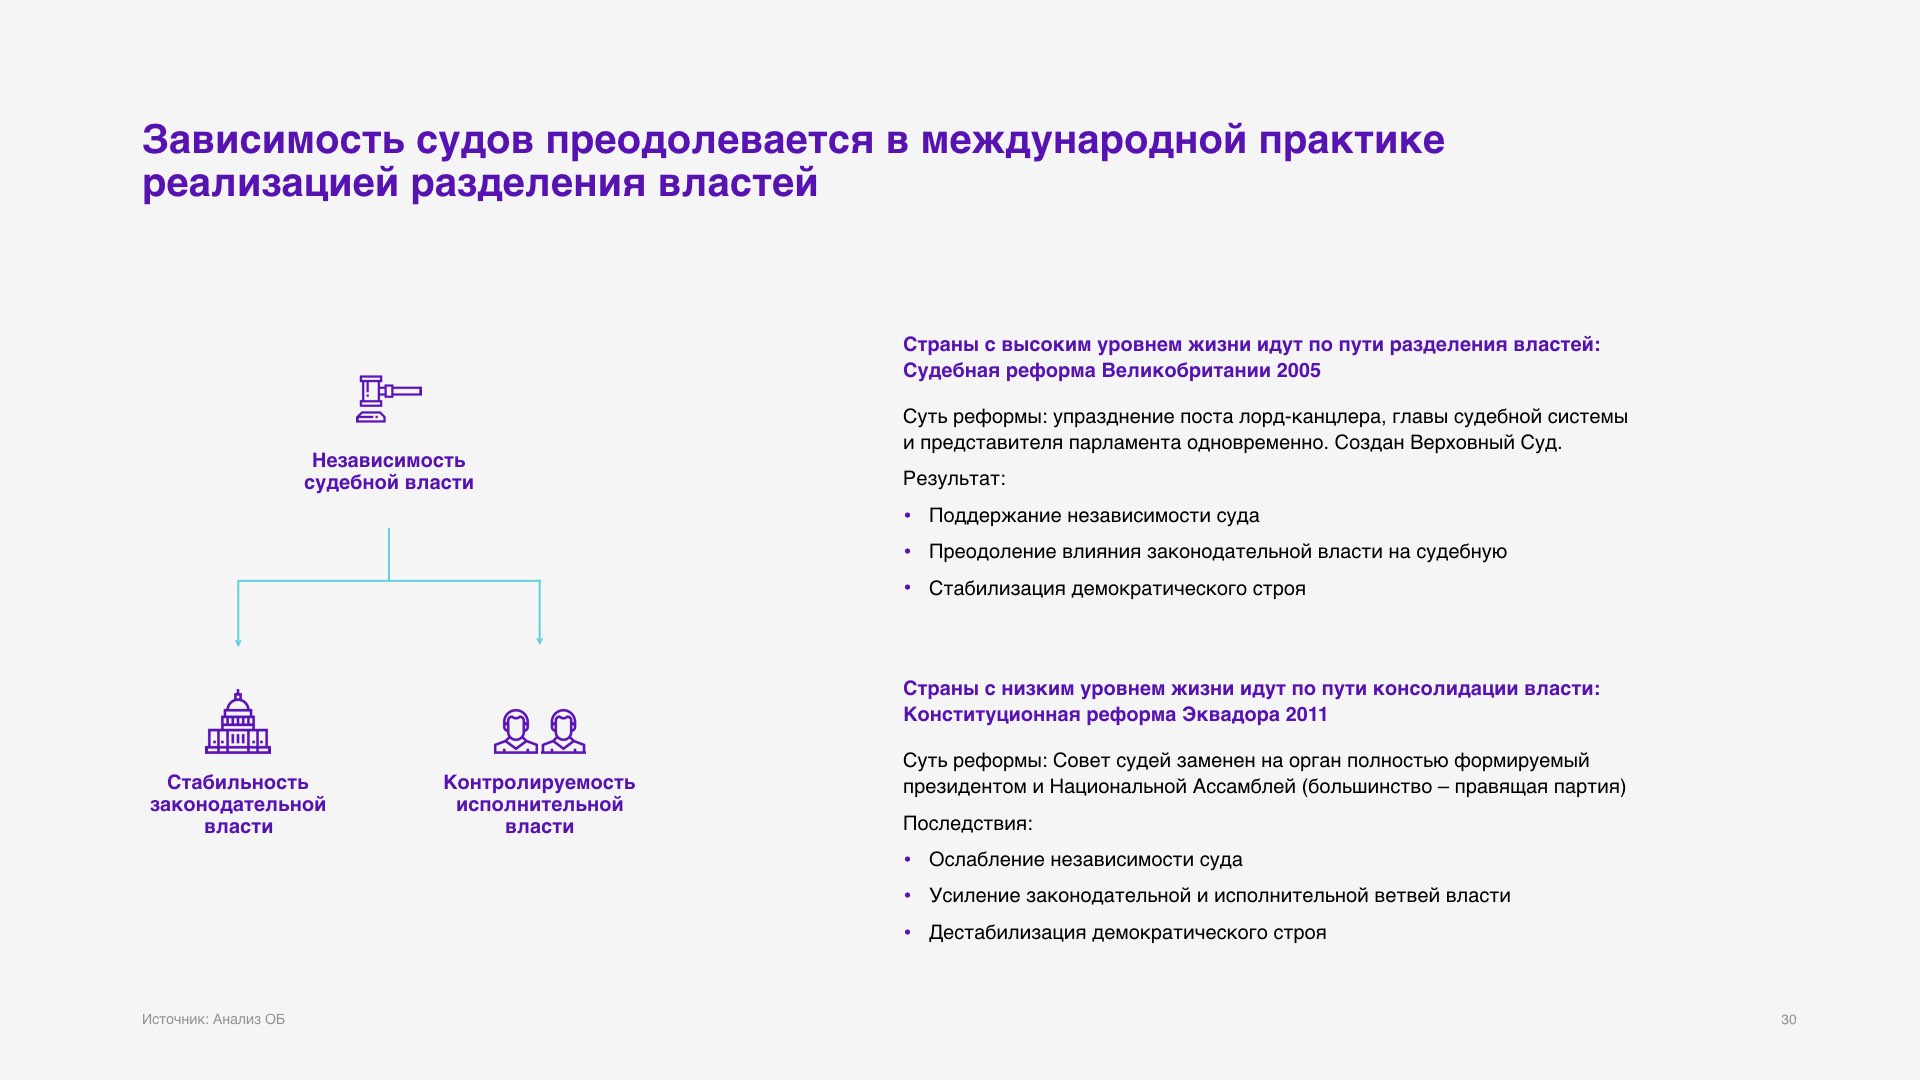 Зависимость судов преодолевается в международной практике
реализацией разделения властей
Независимость
судебной власти
Стабильность
законодательной
власти
Контролируемость
исполнительной
власти
Страны с высоким уровнем жизни идут по пути разделения властей:
Судебная реформа Великобритании 2005
Суть реформы: упразднение поста лорд-канцлера, главы судебной системы
и представителя парламента одновременно. Создан Верховный Суд.
Результат:
• Поддержание независимости суда
• Преодоление влияния законодательной власти на судебную
• Стабилизация демократического строя
Страны с низким уровнем жизни идут по пути консолидации власти:
Конституционная реформа Эквадора 2011
Суть реформы: Совет судей заменен на орган полностью формируемый
президентом и Национальной Ассамблей (большинство – правящая партия)
Последствия:
• Ослабление независимости суда
• Усиление законодательной и исполнительной ветвей власти
• Дестабилизация демократического строя
Источник: Анализ ОБ
30